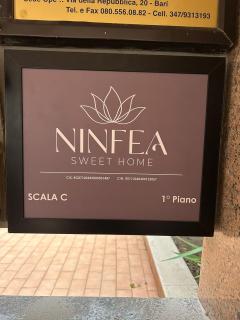 Via della Repubblica, 20 - Bari
Tel. e Fax 080.556.08.82 - Cell. 347/9313193
NINFEA
SWEET HOME
SCALA C
1° Piano